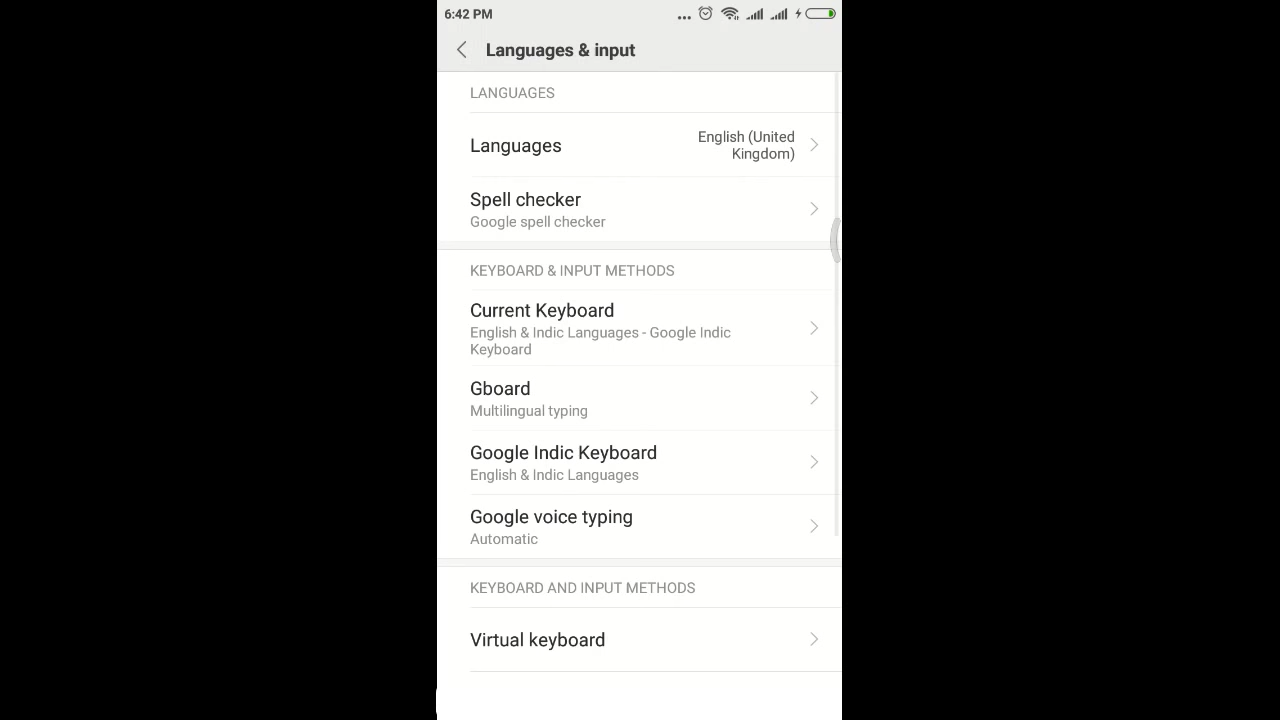 6:42 PM
Languages & input
LANGUAGES
Languages
English (United
Kingdom)
Spell checker
Google spell checker
KEYBOARD & INPUT METHODS
Current Keyboard
English & Indic Languages - Google Indic
Keyboard
Gboard
Multilingual typing
Google Indic Keyboard
English & Indic Languages
Google voice typing
Automatic
KEYBOARD AND INPUT METHODS
Virtual keyboard